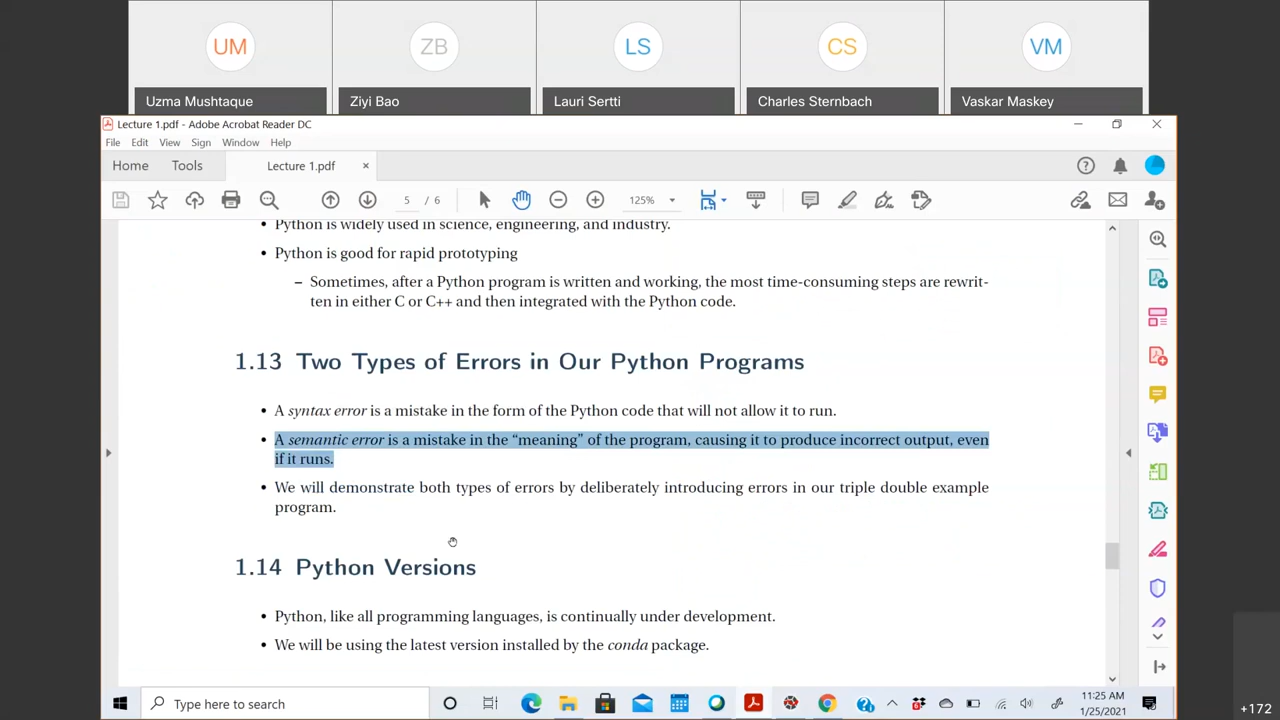 UM
ZB
LS
CS
VM
Uzma Mushtaque
Ziyi Bao
Lauri Sertti
Charles Sternbach
Vaskar Maskey
Lecture 1.pdf - Adobe Acrobat Reader DC
File Edit View Sign Window Help
Home Tools Lecture 1.pdf ×
5 / 6 125%
• Python is widely used in science, engineering, and industry.
• Python is good for rapid prototyping
– Sometimes, after a Python program is written and working, the most time-consuming steps are rewrit-
ten in either C or C++ and then integrated with the Python code.
1.13 Two Types of Errors in Our Python Programs
• A syntax error is a mistake in the form of the Python code that will not allow it to run.
• A semantic error is a mistake in the “meaning” of the program, causing it to produce incorrect output, even
if it runs.
• We will demonstrate both types of errors by deliberately introducing errors in our triple double example
program.
1.14 Python Versions
• Python, like all programming languages, is continually under development.
• We will be using the latest version installed by the conda package.
Type here to search
11:25 AM
1/25/2021
+172